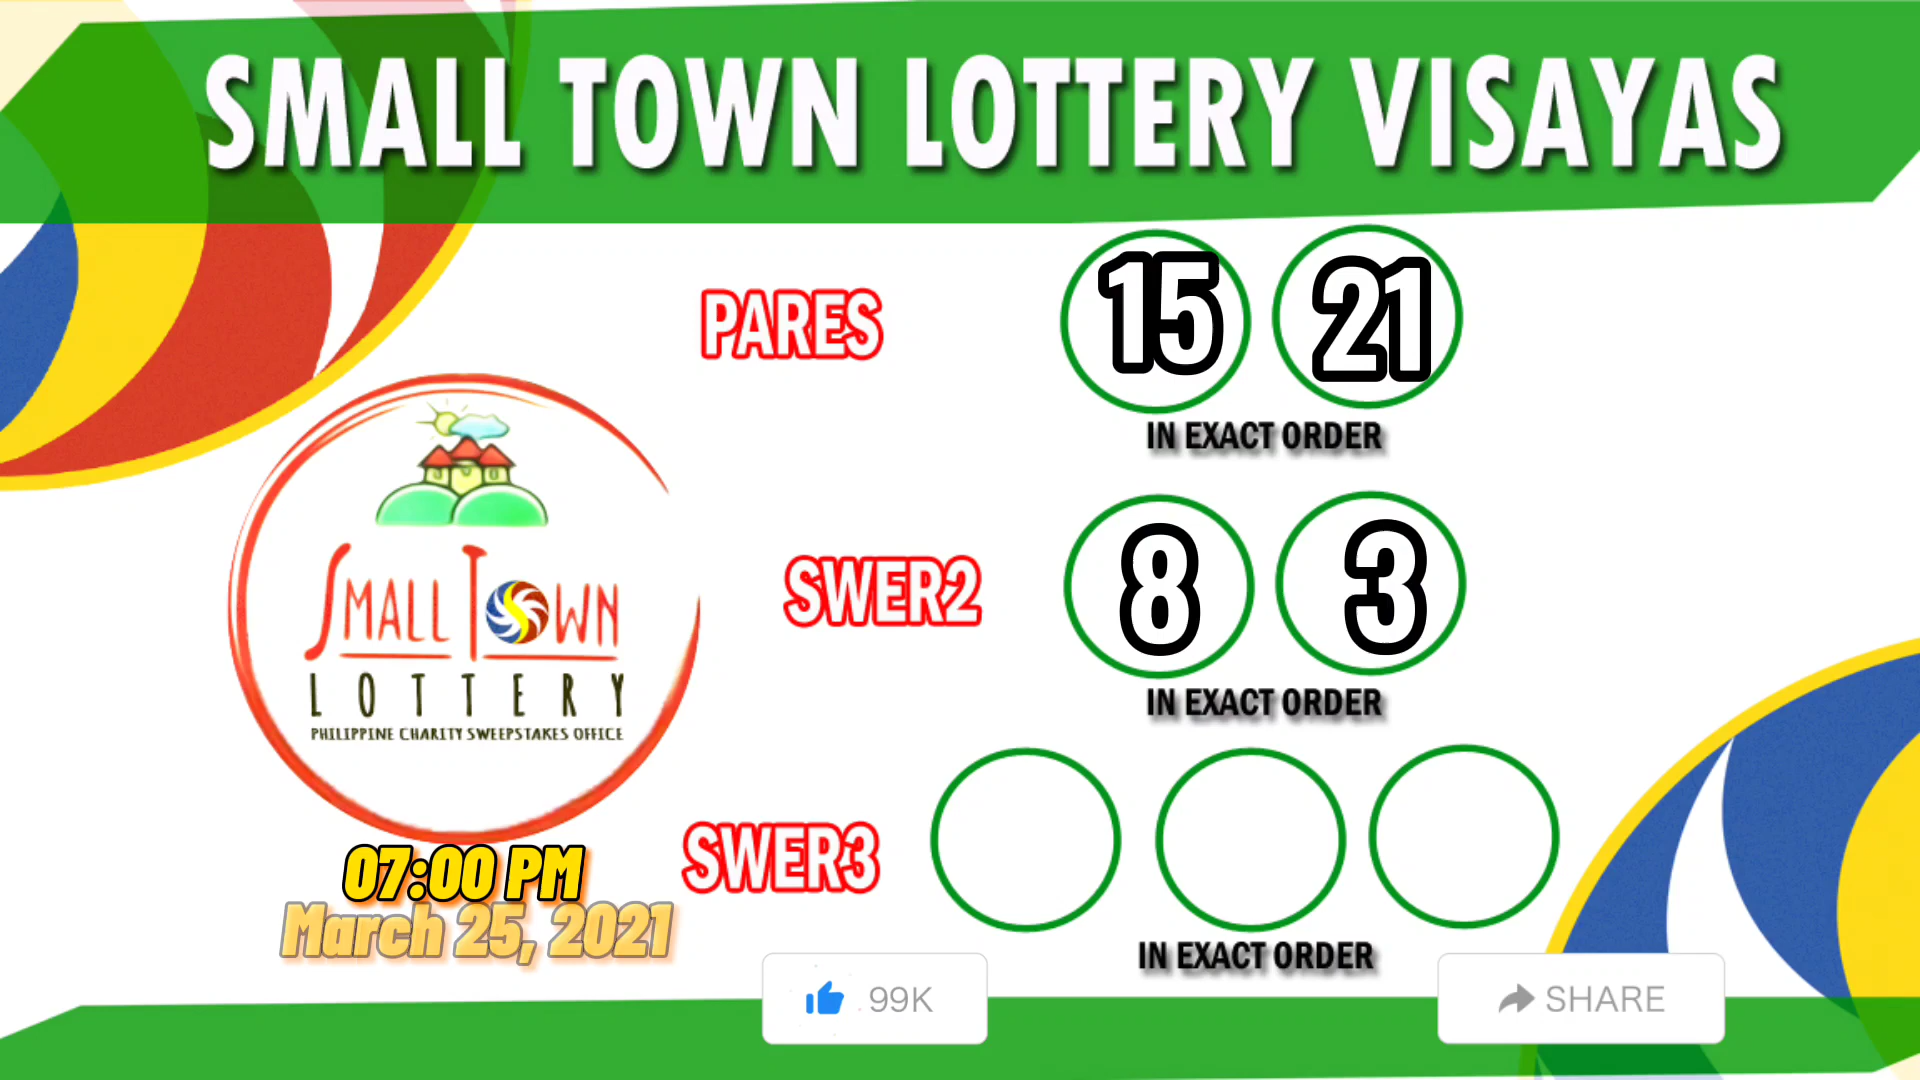 SMALL TOWN LOTTERY VISAYAS
PARES
15 21
IN EXACT ORDER
SWER2
8 3
IN EXACT ORDER
SMALL TOWN
LOTTERY
PHILIPPINE CHARITY SWEEPSTAKES OFFICE
07:00 PM
March 25, 2021
SWER3
IN EXACT ORDER
99K
SHARE